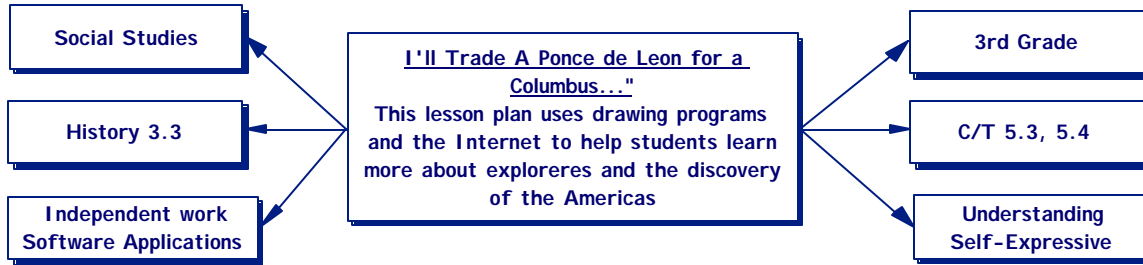 Social Studies
History 3.3
Independent work
Software Applications
I'll Trade A Ponce de Leon for a
Columbus..."
This lesson plan uses drawing programs
and the Internet to help students learn
more about exploreres and the discovery
of the Americas
3rd Grade
C/T 5.3, 5.4
Understanding
Self-Expressive